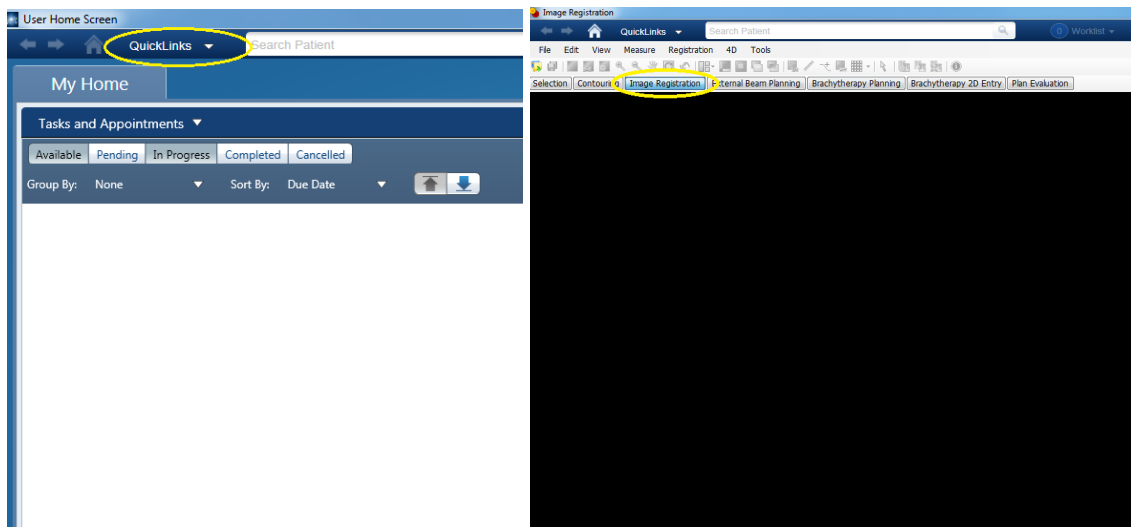 User Home Screen
QuickLinks
Search Patient
My Home
Tasks and Appointments
Available Pending In Progress Completed Cancelled
Group By: None Sort By: Due Date
Image Registration
QuickLinks Search Patient 0 Worklist
File Edit View Measure Registration 4D Tools
Selection Contouring Image Registration External Beam Planning Brachytherapy Planning Brachytherapy 2D Entry Plan Evaluation